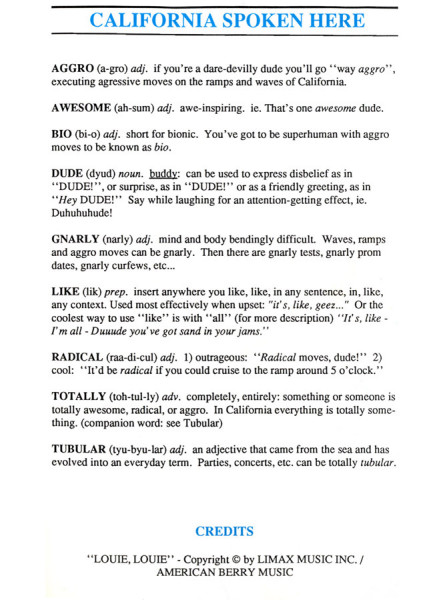 CALIFORNIA SPOKEN HERE
AGGRO (a-gro) adj. if you're a dare-devilly dude you'll go "way aggro",
executing agressive moves on the ramps and waves of California.
AWESOME (ah-sum) adj. awe-inspiring. ie. That's one awesome dude.
BIO (bi-o) adj. short for bionic. You've got to be superhuman with aggro
moves to be known as bio.
DUDE (dyud) noun. buddy: can be used to express disbelief as in
"DUDE!", or surprise, as in "DUDE!" or as a friendly greeting, as in
"Hey DUDE!" Say while laughing for an attention-getting effect, ie.
Duhuhuhude!
GNARLY (narly) adj. mind and body bendingly difficult. Waves, ramps
and aggro moves can be gnarly. Then there are gnarly tests, gnarly prom
dates, gnarly curfews, etc...
LIKE (lik) prep. insert anywhere you like, like, in any sentence, in, like,
any context. Used most effectively when upset: "it's, like, geez..." Or the
coolest way to use "like" is with "all" (for more description) "It's, like -
I'm all - Duuude you've got sand in your jams."
RADICAL (raa-di-cul) adj. 1) outrageous: "Radical moves, dude!" 2)
cool: "It'd be radical if you could cruise to the ramp around 5 o'clock."
TOTALLY (toh-tul-ly) adv. completely, entirely: something or someone is
totally awesome, radical, or aggro. In California everything is totally some-
thing. (companion word: see Tubular)
TUBULAR (tyu-byu-lar) adj. an adjective that came from the sea and has
evolved into an everyday term. Parties, concerts, etc. can be totally tubular.
CREDITS
"LOUIE, LOUIE" - Copyright © by LIMAX MUSIC INC. /
AMERICAN BERRY MUSIC